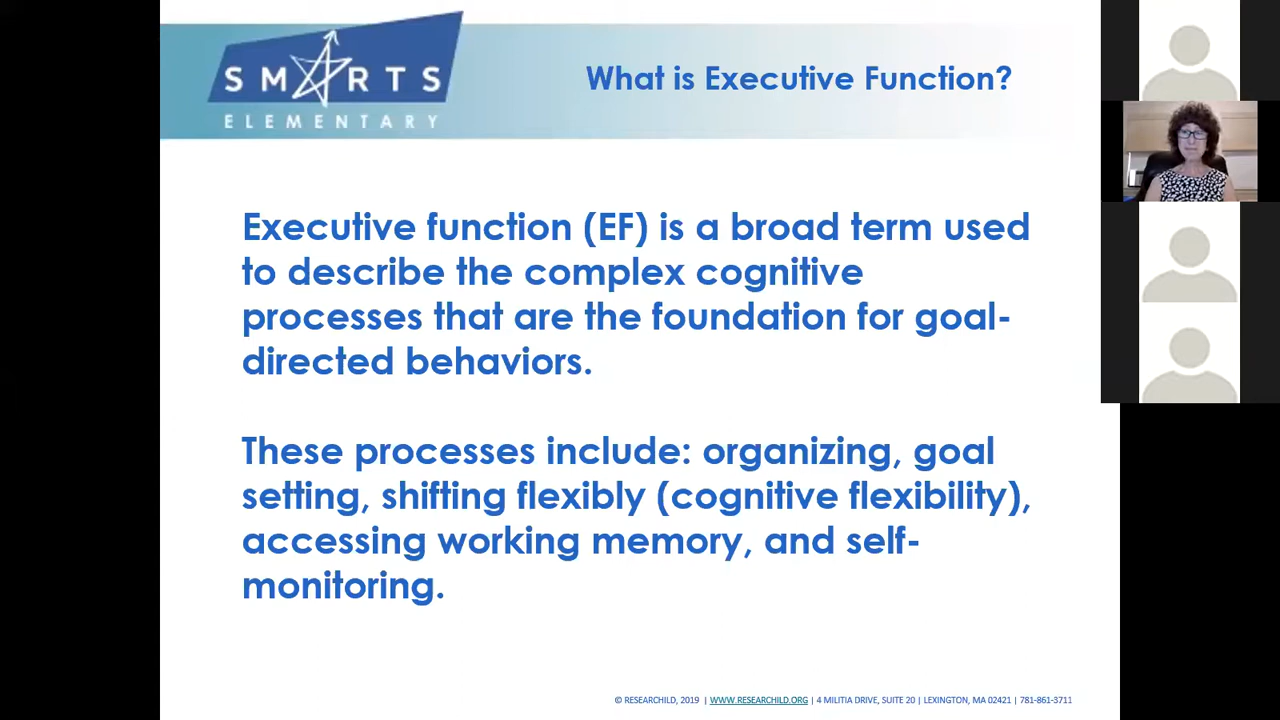 SMARTS
ELEMENTARY
What is Executive Function?
Executive function (EF) is a broad term used
to describe the complex cognitive
processes that are the foundation for goal-
directed behaviors.
These processes include: organizing, goal
setting, shifting flexibly (cognitive flexibility),
accessing working memory, and self-
monitoring.
© RESEARCHILD, 2019 | WWW.RESEARCHILD.ORG | 4 MILITIA DRIVE, SUITE 20 | LEXINGTON, MA 02421 | 781-861-3711